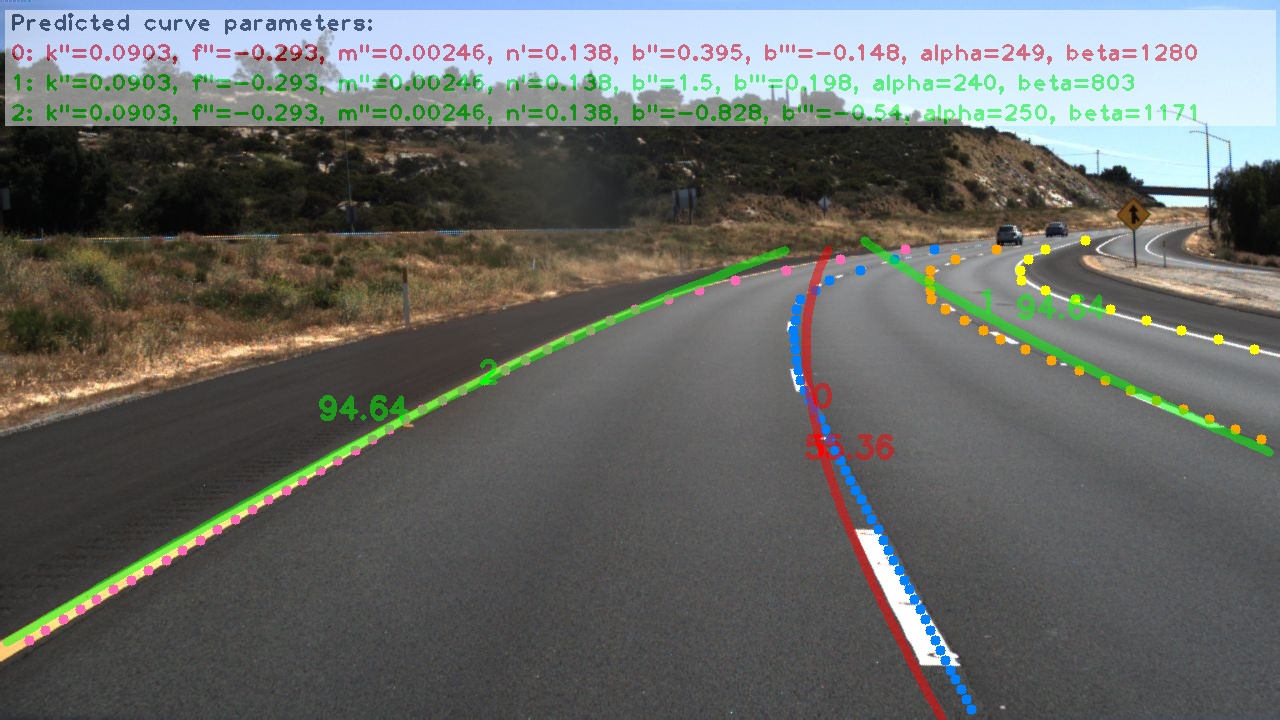 Predicted curve parameters:
0: k"=0.0903, f"=-0.293, m"=0.00246, n'=0.138, b"=0.395, b'"=-0.148, alpha=249, beta=1280
1: k"=0.0903, f"=-0.293, m"=0.00246, n'=0.138, b"=1.5, b'"=0.198, alpha=240, beta=803
2: k"=0.0903, f"=-0.293, m"=0.00246, n'=0.138, b"=-0.828, b'"=-0.54, alpha=250, beta=1171
1 94.64
2
94.64
0
55.36